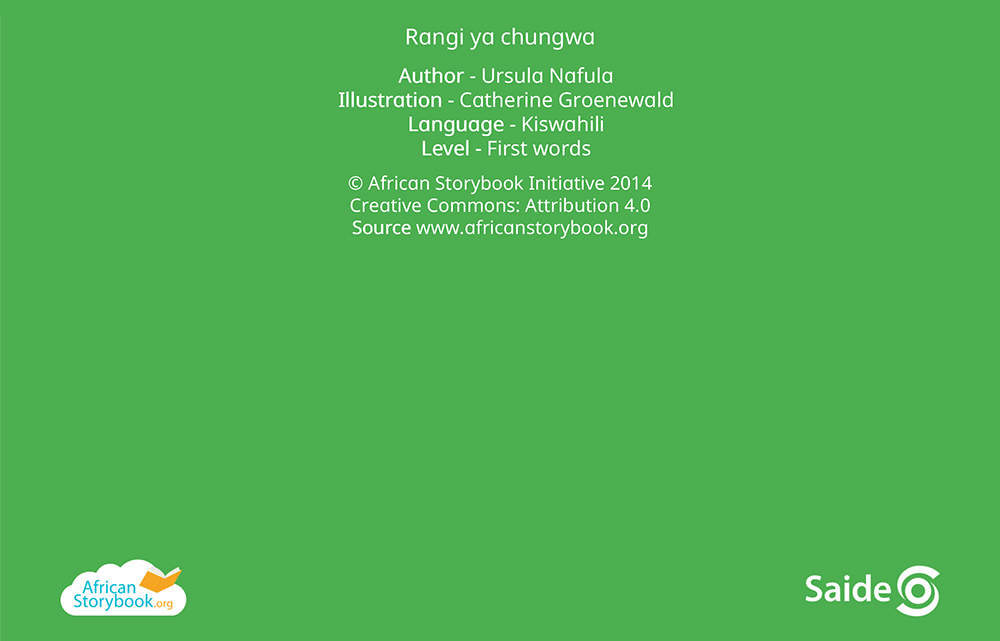 Rangi ya chungwa
Author - Ursula Nafula
Illustration - Catherine Groenewald
Language - Kiswahili
Level - First words
© African Storybook Initiative 2014
Creative Commons: Attribution 4.0
Source www.africanstorybook.org
African
Storybook.org
Saide